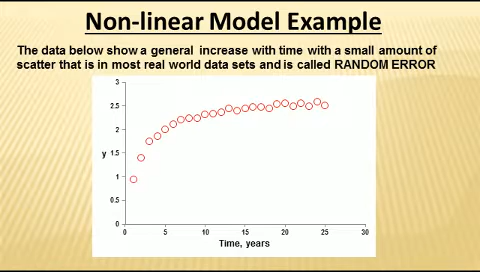 Non-linear Model Example
The data below show a general increase with time with a small amount of
scatter that is in most real world data sets and is called RANDOM ERROR
3
2.5
2
y 1.5
1
0.5
0
0 5 10 15 20 25 30
Time, years